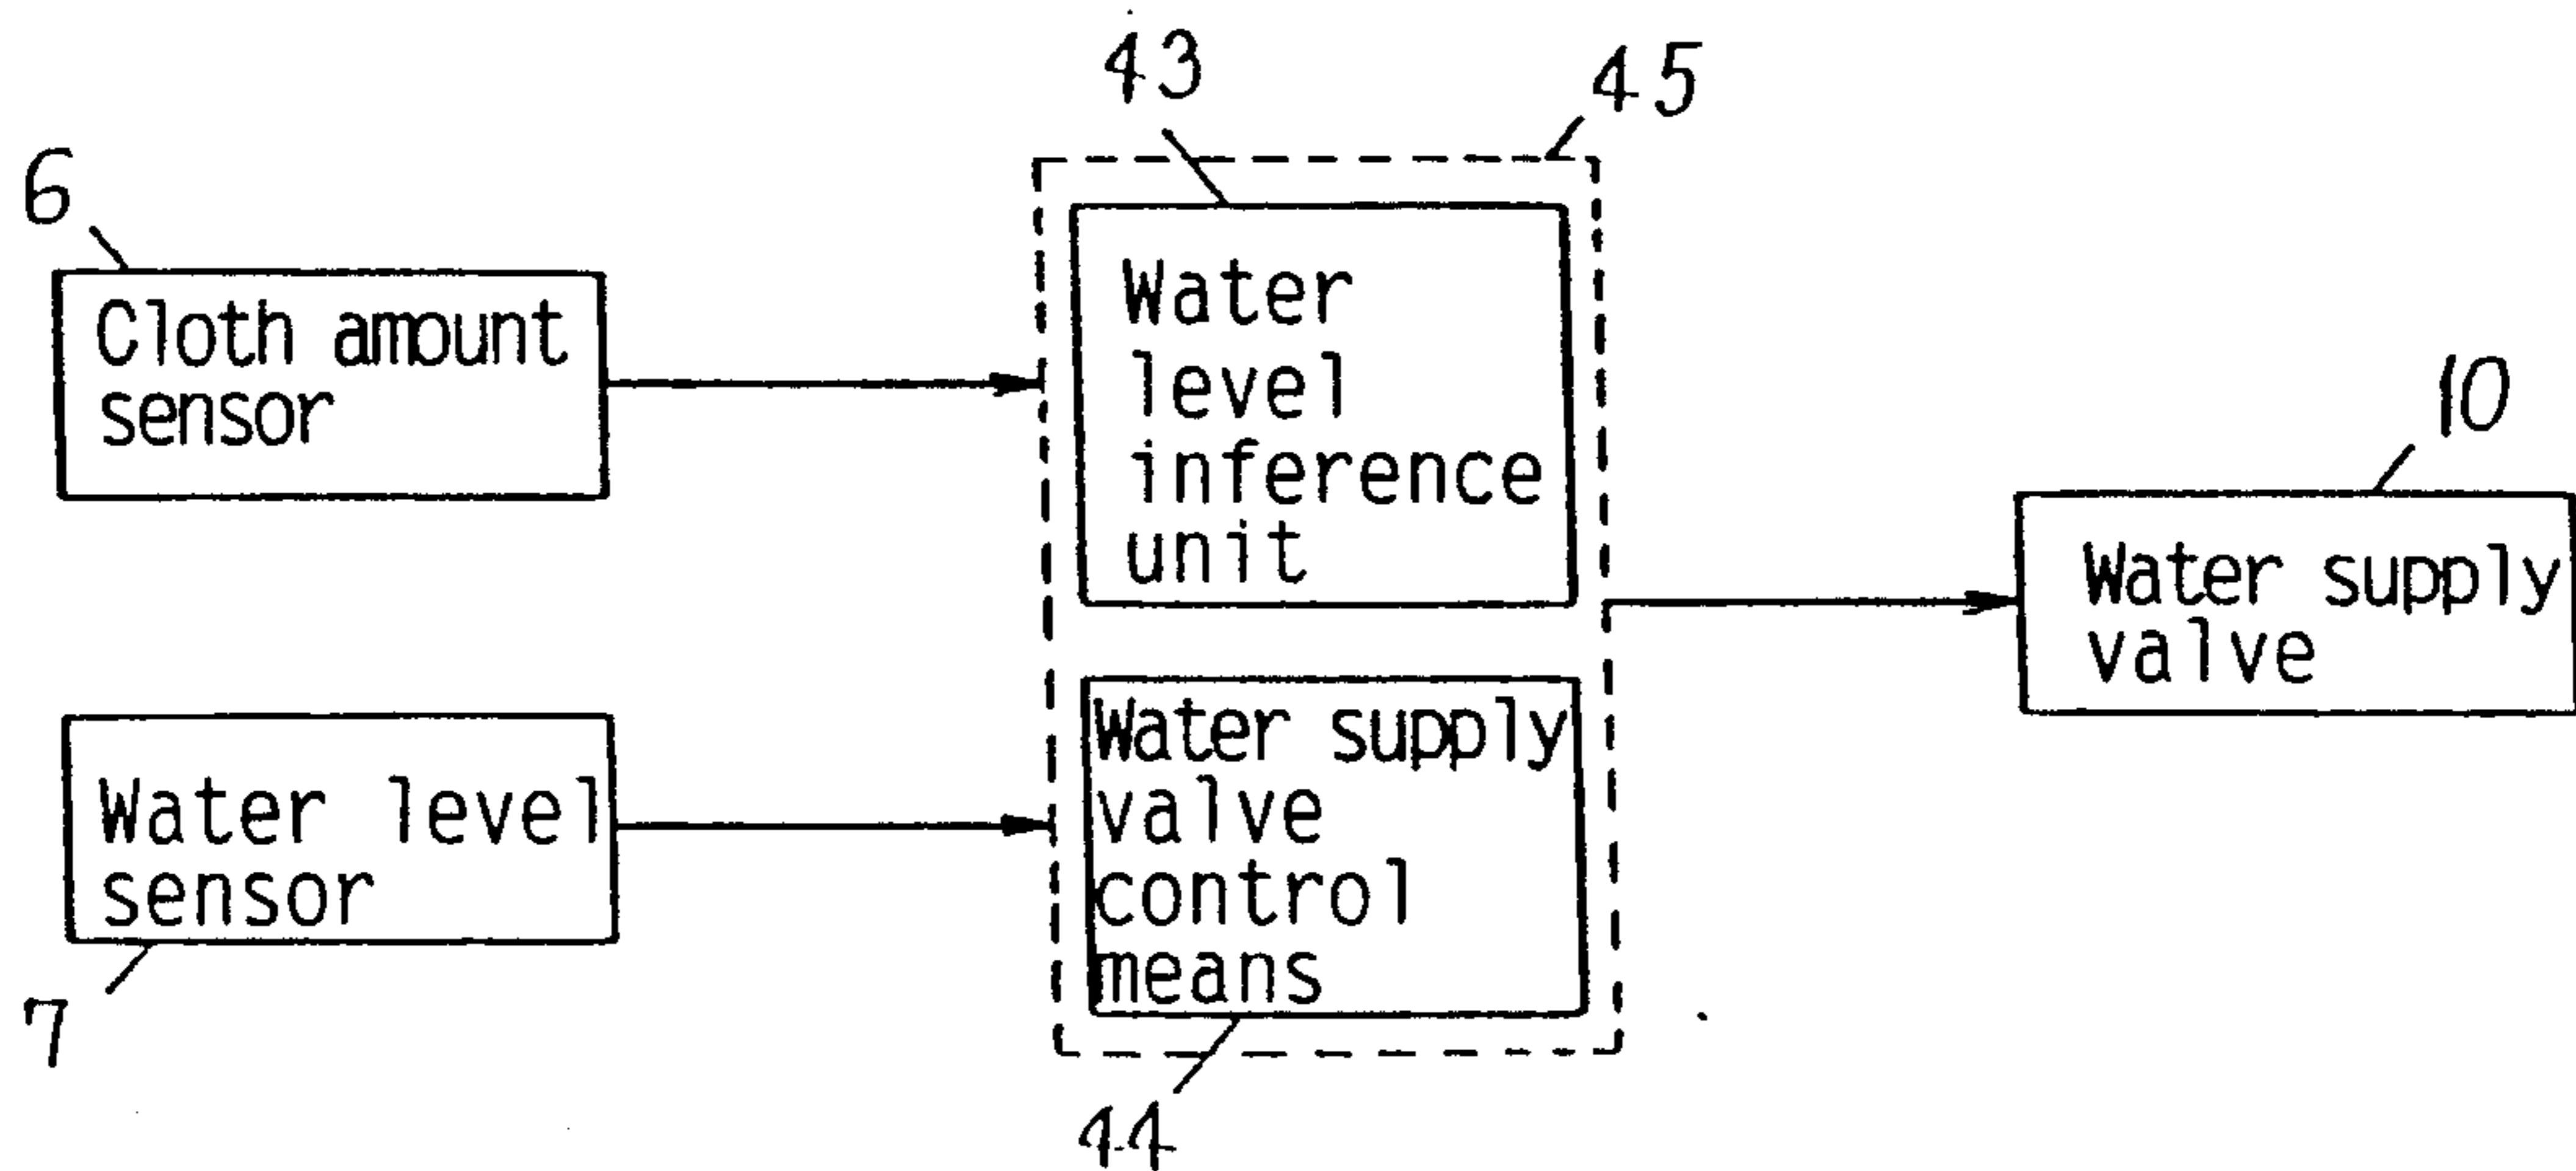 43
45
6
Cloth amount
sensor
Water
level
inference
unit
10
Water supply
valve
Water level
sensor
7
Water supply
valve
control
means
44